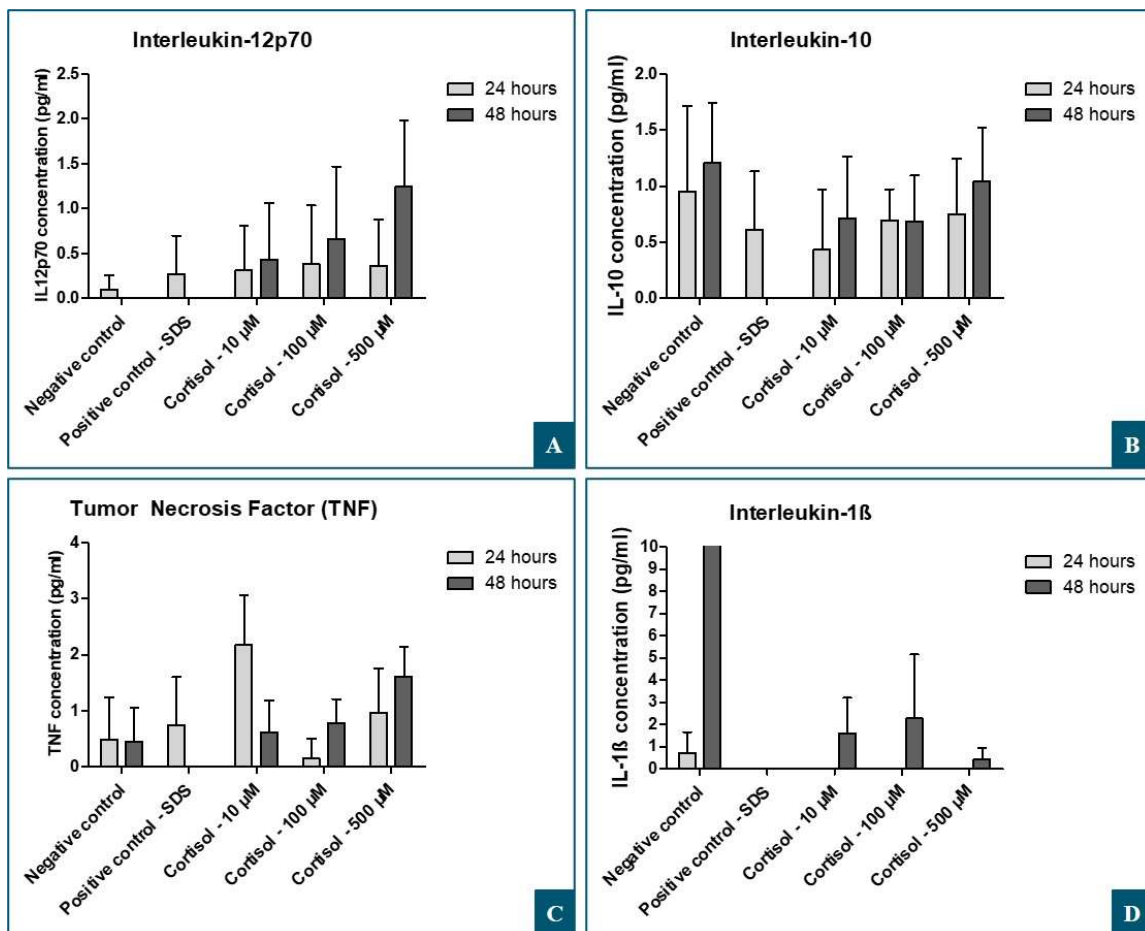 Interleukin-12p70
IL12p70 concentration (pg/ml)
2.5
2.0
1.5
1.0
0.5
0.0
24 hours
48 hours
Negative control
Positive control -SDS
Cortisol - 10 µM
Cortisol - 100 µM
Cortisol - 500 µM
A
Interleukin-10
IL-10 concentration (pg/ml)
2.0
1.5
1.0
0.5
0.0
24 hours
48 hours
Negative control
Positive control -SDS
Cortisol - 10 µM
Cortisol - 100 µM
Cortisol - 500 µM
B
Tumor Necrosis Factor (TNF)
TNF concentration (pg/ml)
4
3
2
1
0
24 hours
48 hours
Negative control
Positive control -SDS
Cortisol - 10 µM
Cortisol - 100 µM
Cortisol - 500 µM
C
Interleukin-1ß
IL-1ß concentration (pg/ml)
10
9
8
7
6
5
4
3
2
1
0
24 hours
48 hours
Negative control
Positive control -SDS
Cortisol - 10 µM
Cortisol - 100 µM
Cortisol - 500 µM
D